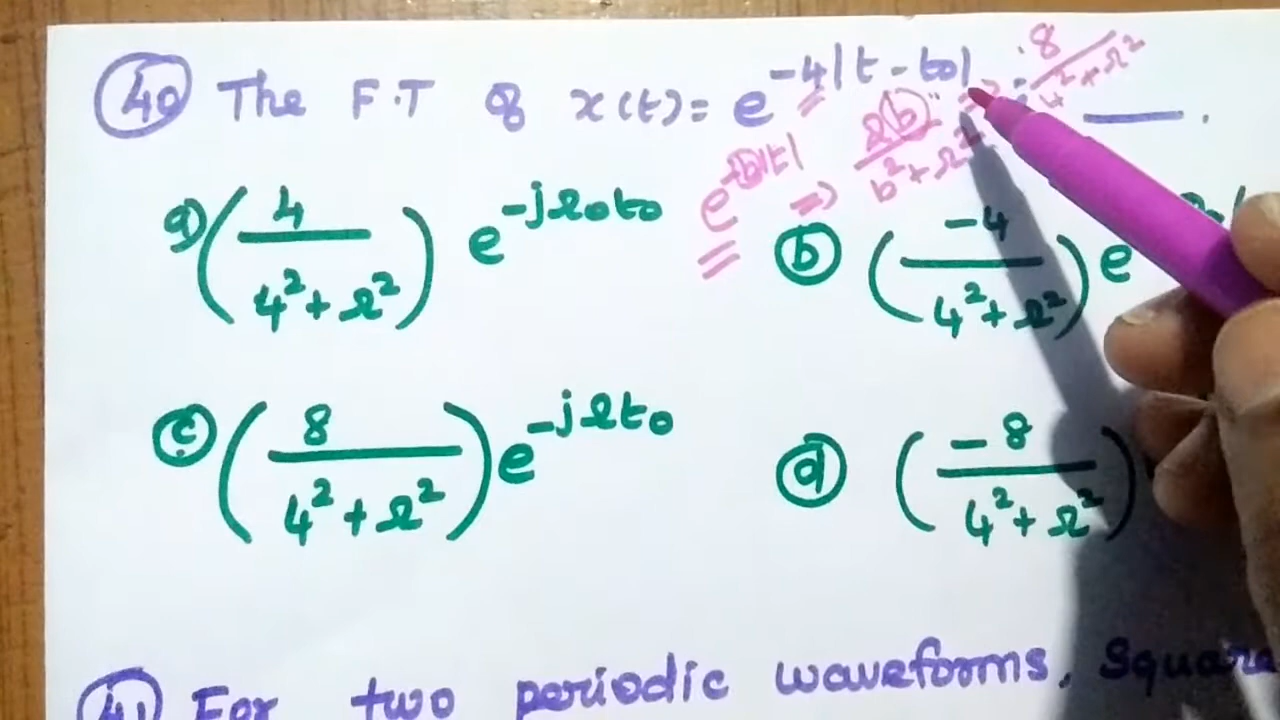 40 The F.T of x(t) = e^{-4|t-t0|} = 8/(4²+Ω²) ____.
e^{-b|t|} ⇒ 2(b)/(b²+Ω²)
a) (4/(4²+Ω²)) e^{-jΩ0t0}
b (-4/(4²+Ω²)) e
c (8/(4²+Ω²)) e^{-jΩt0}
d (-8/(4²+Ω²))
41 For two periodic waveforms, Square